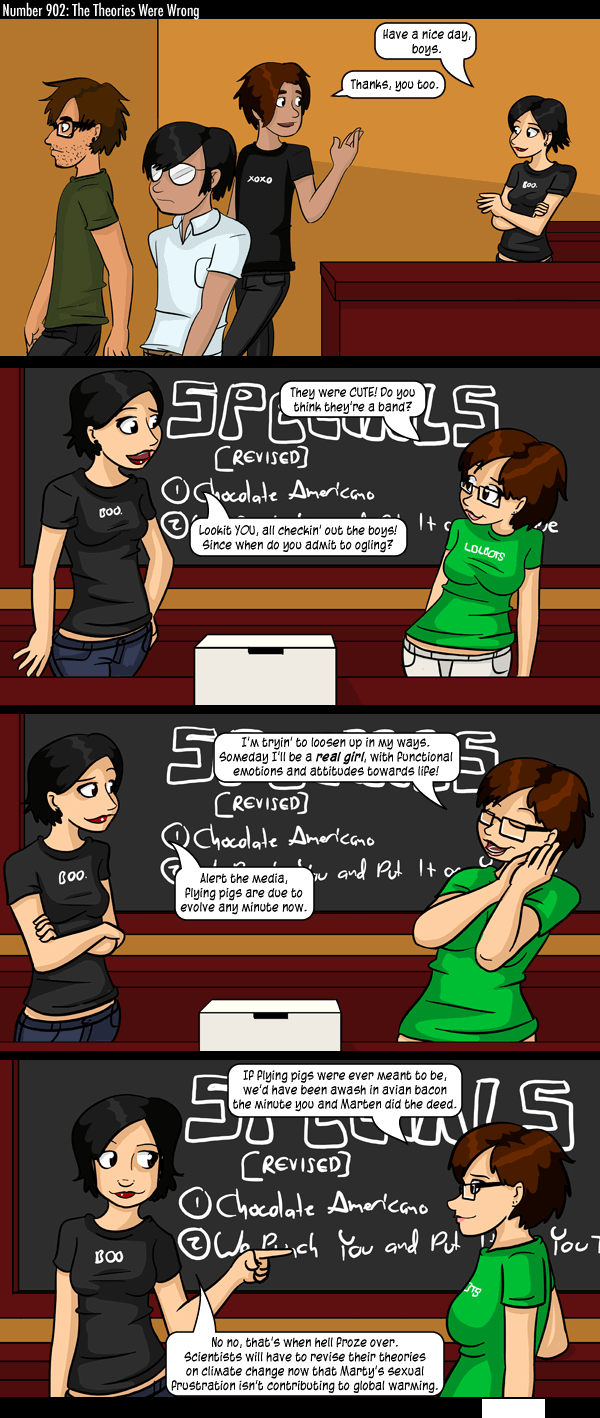 Number 902: The Theories Were Wrong
Have a nice day,
boys.
Thanks, you too.
XOXO
BOO.
They were CUTE! Do you
think they're a band?
SPECIALS
[REVISED]
① Chocolate Americano
②
It
Lookit YOU, all checkin' out the boys!
Since when do you admit to ogling?
BOO.
LOLBOTS
I'm tryin' to loosen up in my ways.
Someday I'll be a real girl, with functional
emotions and attitudes towards life!
[REVISED]
① Chocolate Americano
You and Put It
Alert the media,
flying pigs are due to
evolve any minute now.
BOO.
If flying pigs were ever meant to be,
we'd have been awash in avian bacon
the minute you and Marten did the deed.
[REVISED]
① Chocolate Americano
② We Punch You and Put
BOO
No no, that's when hell froze over.
Scientists will have to revise their theories
on climate change now that Marty's sexual
frustration isn't contributing to global warming.